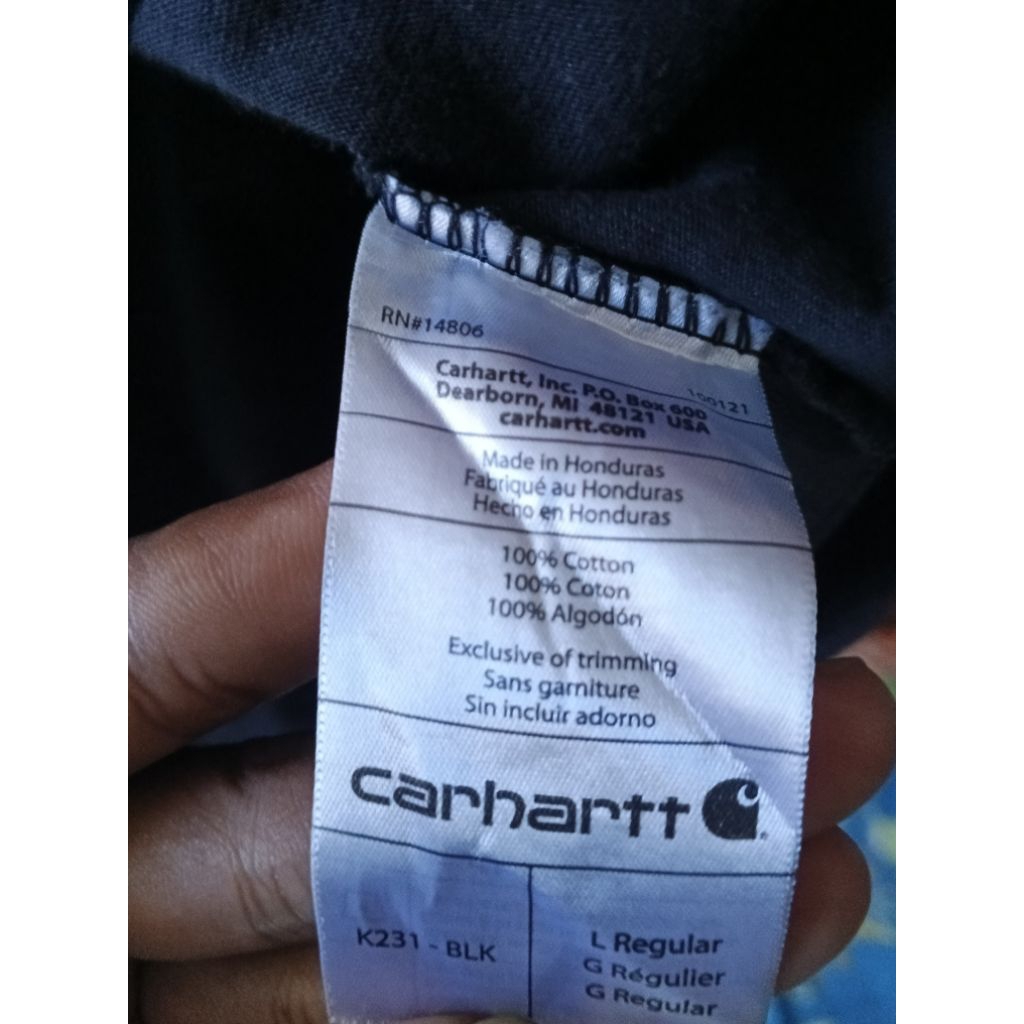 RN#14806
100121
Carhartt, Inc. P.O. Box 600
Dearborn, MI 48121 USA
carhartt.com
Made in Honduras
Fabriqué au Honduras
Hecho en Honduras
100% Cotton
100% Coton
100% Algodón
Exclusive of trimming
Sans garniture
Sin incluir adorno
carhartt
K231 - BLK
L Regular
G Régulier
G Regular